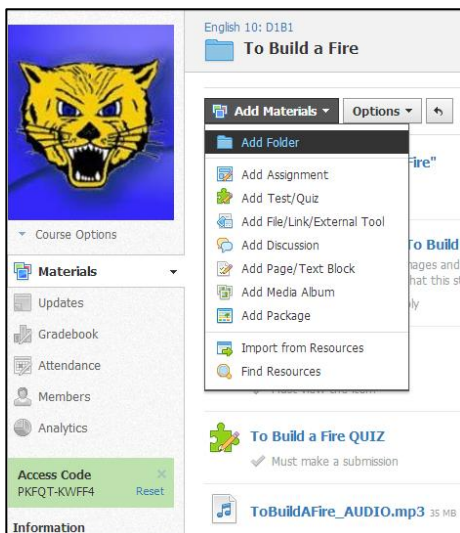 English 10: D1B1
To Build a Fire
Add Materials
Options
Add Folder
Add Assignment
Add Test/Quiz
Add File/Link/External Tool
Add Discussion
Add Page/Text Block
Add Media Album
Add Package
Import from Resources
Find Resources
Fire"
To Build
ages and
hat this st
ly
To Build a Fire QUIZ
Must make a submission
ToBuildAFire_AUDIO.mp3 35 MB
Course Options
Materials
Updates
Gradebook
Attendance
Members
Analytics
Access Code
PKFQT-KWFF4 Reset
Information